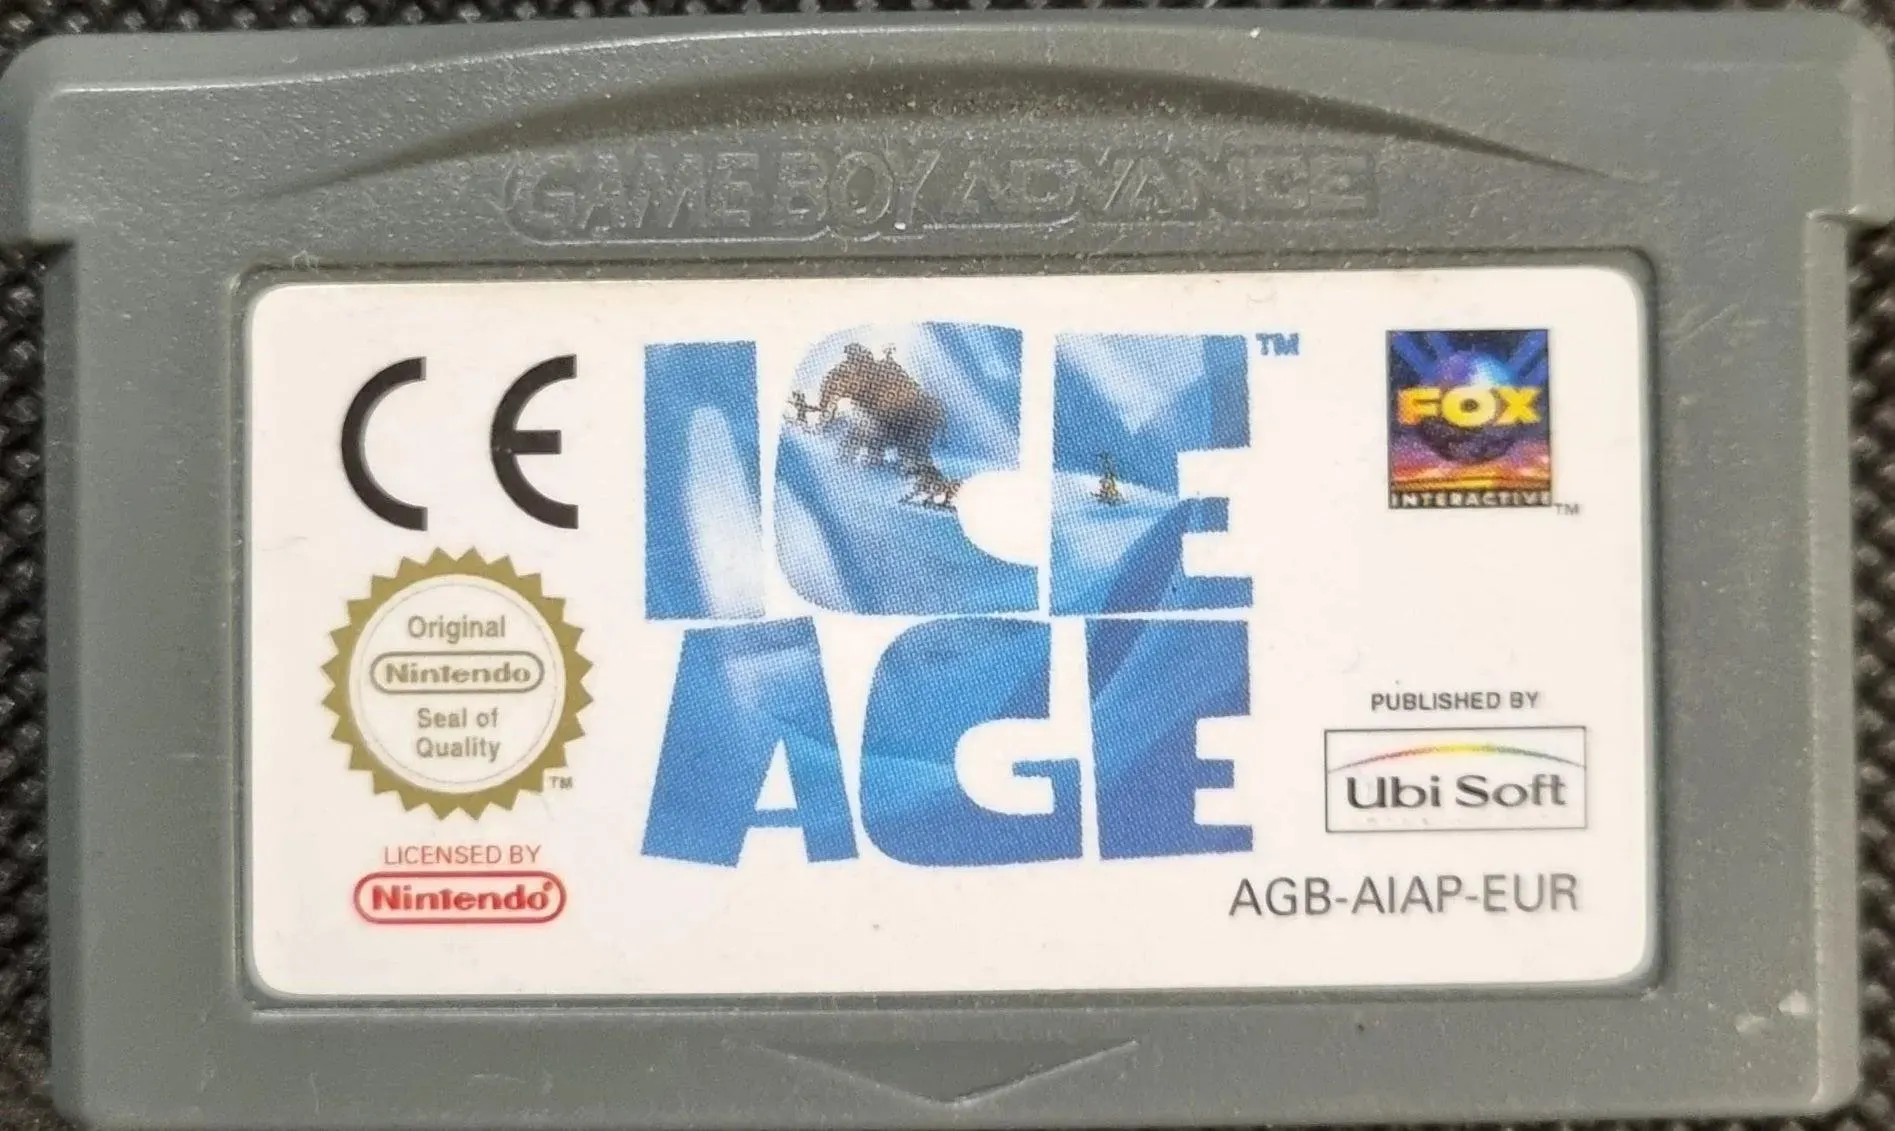 GAME BOY ADVANCE
CE
ICE
AGE
TM
FOX
INTERACTIVE
TM
Original
Nintendo
Seal of
Quality
TM
LICENSED BY
Nintendo®
PUBLISHED BY
Ubi Soft
AGB-AIAP-EUR